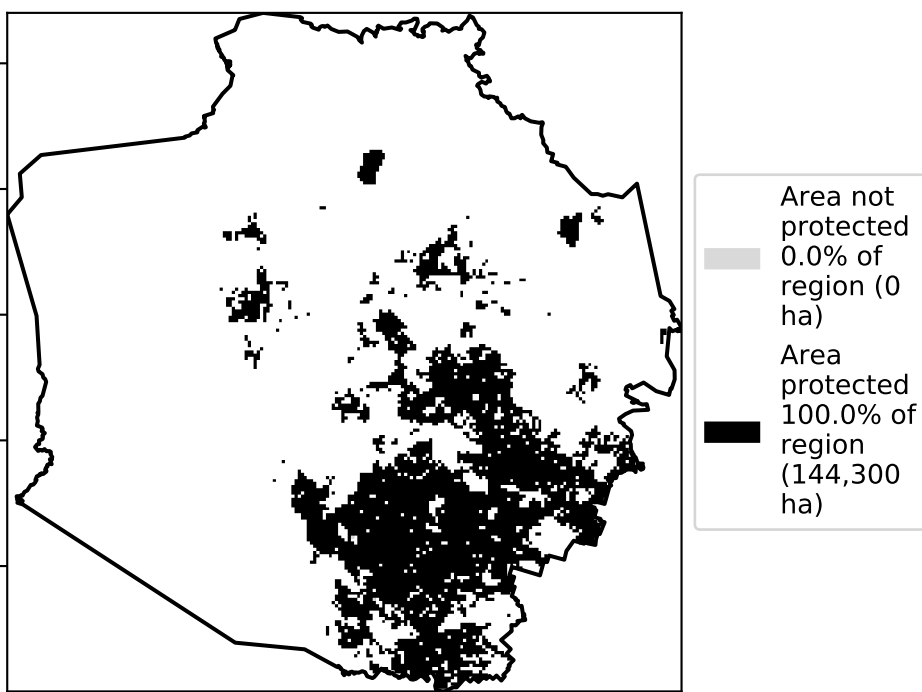 Area not
protected
0.0% of
region (0
ha)
Area
protected
100.0% of
region
(144,300
ha)